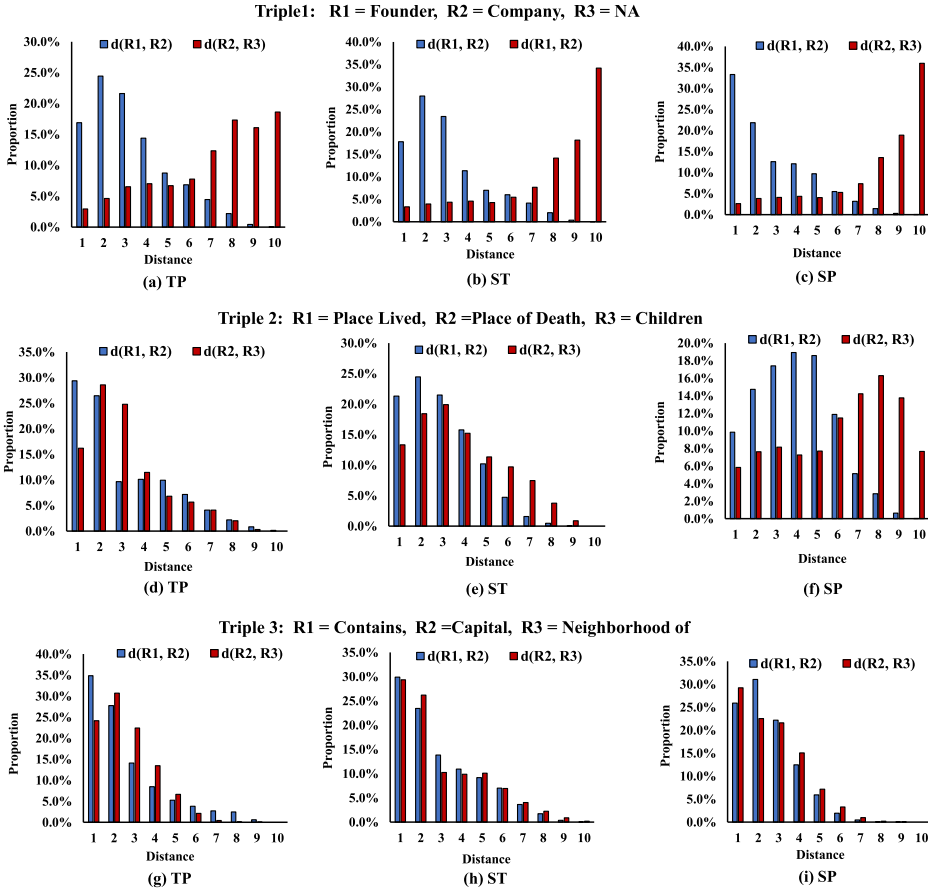 Triple1: R1 = Founder, R2 = Company, R3 = NA
d(R1, R2) d(R2, R3)
Proportion
30.0%
25.0%
20.0%
15.0%
10.0%
5.0%
0.0%
1 2 3 4 5 6 7 8 9 10
Distance
(a) TP
d(R1, R2) d(R1, R2)
Proportion
40.0%
35.0%
30.0%
25.0%
20.0%
15.0%
10.0%
5.0%
0.0%
1 2 3 4 5 6 7 8 9 10
Distance
(b) ST
d(R1, R2) d(R2, R3)
Proportion
40.0%
35.0%
30.0%
25.0%
20.0%
15.0%
10.0%
5.0%
0.0%
1 2 3 4 5 6 7 8 9 10
Distance
(c) SP
Triple 2: R1 = Place Lived, R2 =Place of Death, R3 = Children
d(R1, R2) d(R2, R3)
Proportion
35.0%
30.0%
25.0%
20.0%
15.0%
10.0%
5.0%
0.0%
1 2 3 4 5 6 7 8 9 10
Distance
(d) TP
d(R1, R2) d(R2, R3)
Proportion
30.0%
25.0%
20.0%
15.0%
10.0%
5.0%
0.0%
1 2 3 4 5 6 7 8 9 10
Distance
(e) ST
d(R1, R2) d(R2, R3)
Proportion
20.0%
18.0%
16.0%
14.0%
12.0%
10.0%
8.0%
6.0%
4.0%
2.0%
0.0%
1 2 3 4 5 6 7 8 9 10
Distance
(f) SP
Triple 3: R1 = Contains, R2 =Capital, R3 = Neighborhood of
d(R1, R2) d(R2, R3)
Proportion
40.0%
35.0%
30.0%
25.0%
20.0%
15.0%
10.0%
5.0%
0.0%
1 2 3 4 5 6 7 8 9 10
Distance
(g) TP
d(R1, R2) d(R2, R3)
Proportion
35.0%
30.0%
25.0%
20.0%
15.0%
10.0%
5.0%
0.0%
1 2 3 4 5 6 7 8 9 10
Distance
(h) ST
d(R1, R2) d(R2, R3)
Proportion
35.0%
30.0%
25.0%
20.0%
15.0%
10.0%
5.0%
0.0%
1 2 3 4 5 6 7 8 9 10
Distance
(i) SP